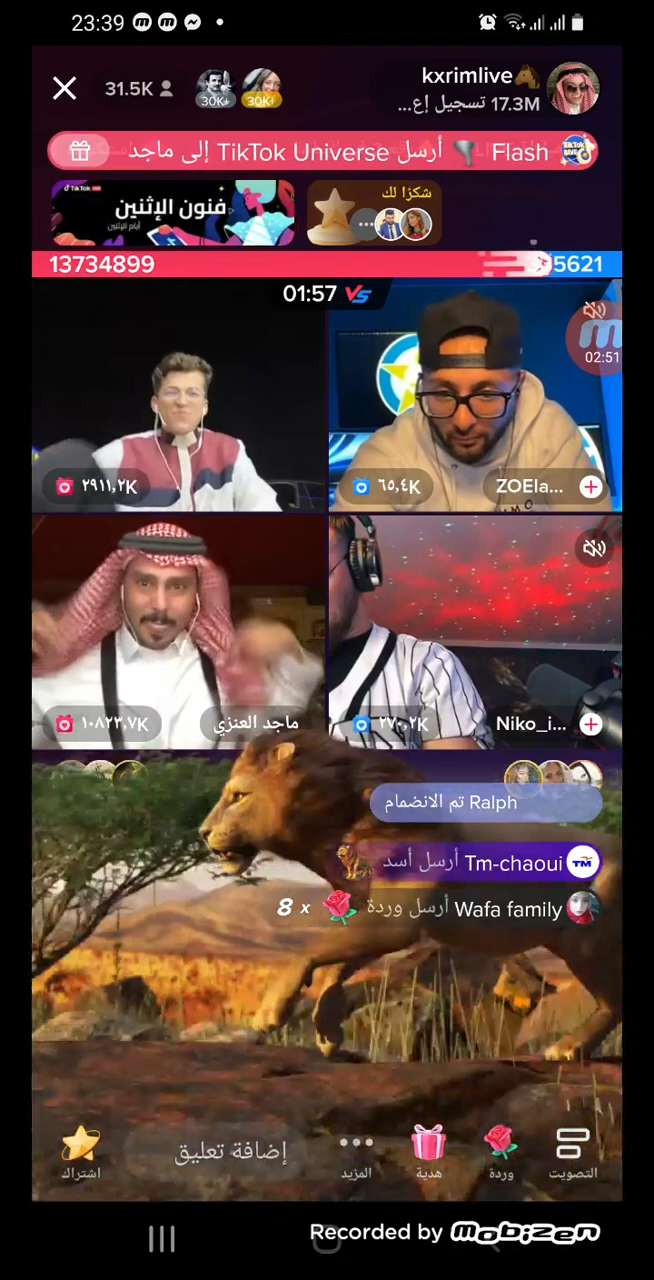 23:39
kxrimlive
31.5K
30K+
30K+
17.3M تسجيل إع...
Flash أرسل TikTok Universe إلى ماجد
TikTok LIVE
فنون الإثنين
أيام الإثنين
شكرًا لك
13734899
5621
01:57 VS
02:51
٢٩١١,٢K
٦٥,٤K
ZOEla...
١٠٨٢٣,٧K
ماجد العنزي
٢٧٠,٢K
Niko_i...
Ralph تم الانضمام
Tm-chaoui أرسل أسد
TM
Wafa family أرسل وردة
8 x
إضافة تعليق
اشتراك
المزيد
هدية
وردة
التصويت
Recorded by mobizen